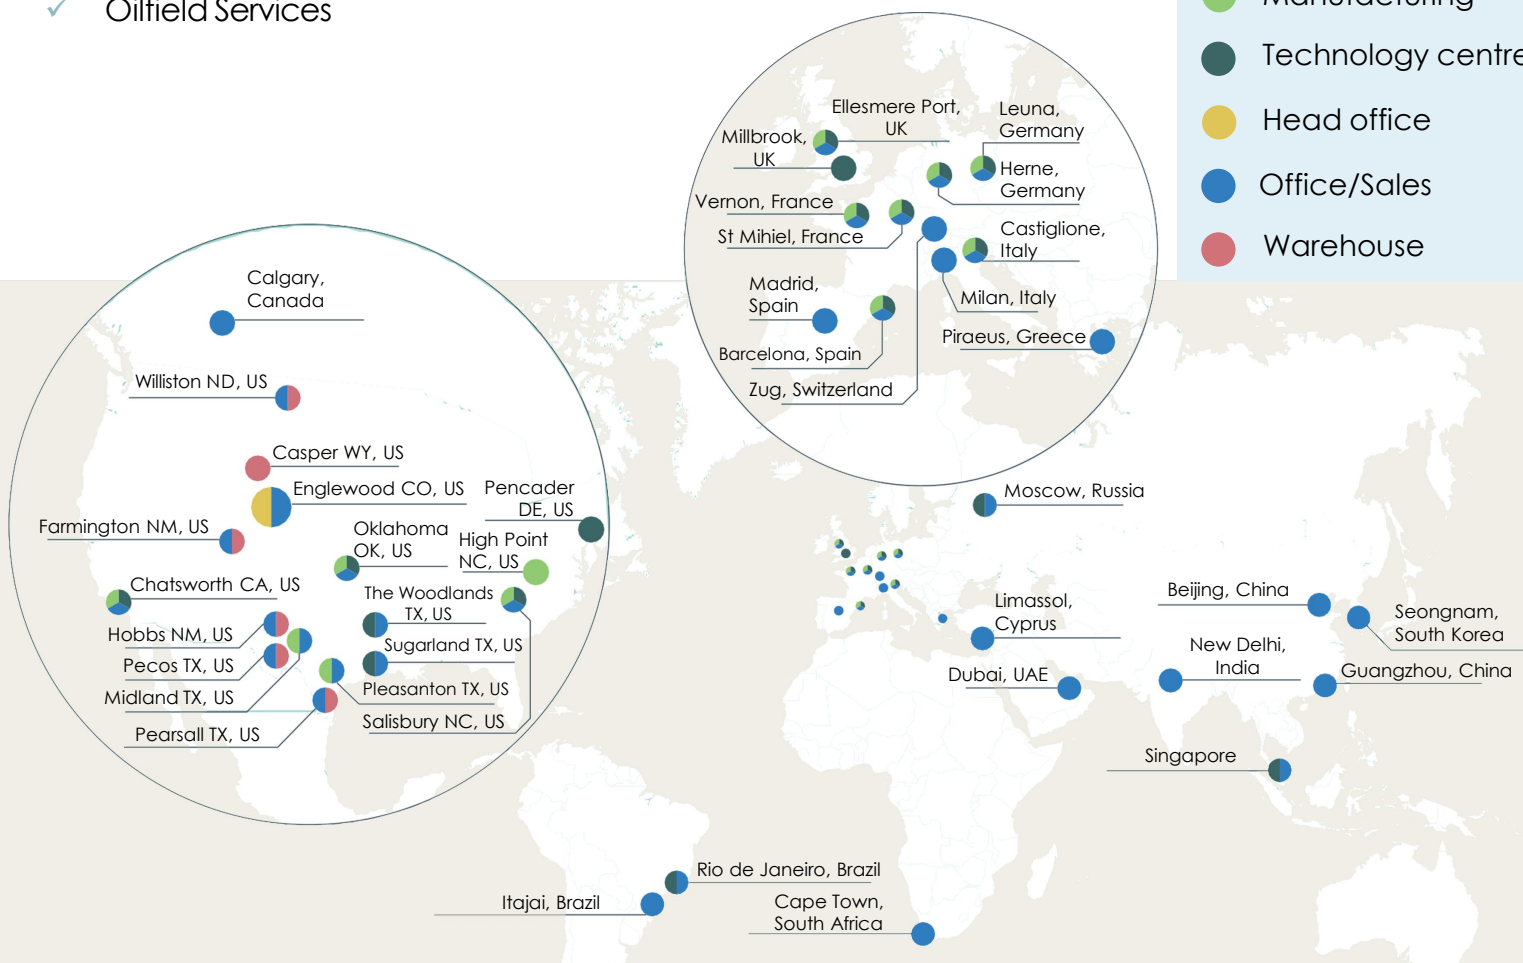 Oilfield Services
Manufacturing
Technology centre
Head office
Office/Sales
Warehouse
Ellesmere Port,
UK
Leuna,
Germany
Millbrook,
UK
Herne,
Germany
Vernon, France
St Mihiel, France
Castiglione,
Italy
Madrid,
Spain
Milan, Italy
Piraeus, Greece
Barcelona, Spain
Zug, Switzerland
Calgary,
Canada
Williston ND, US
Casper WY, US
Englewood CO, US
Pencader
DE, US
Farmington NM, US
Oklahoma
OK, US
High Point
NC, US
Chatsworth CA, US
The Woodlands
TX, US
Hobbs NM, US
Sugarland TX, US
Pecos TX, US
Pleasanton TX, US
Midland TX, US
Salisbury NC, US
Pearsall TX, US
Moscow, Russia
Limassol,
Cyprus
Beijing, China
Seongnam,
South Korea
New Delhi,
India
Dubai, UAE
Guangzhou, China
Singapore
Rio de Janeiro, Brazil
Itajai, Brazil
Cape Town,
South Africa